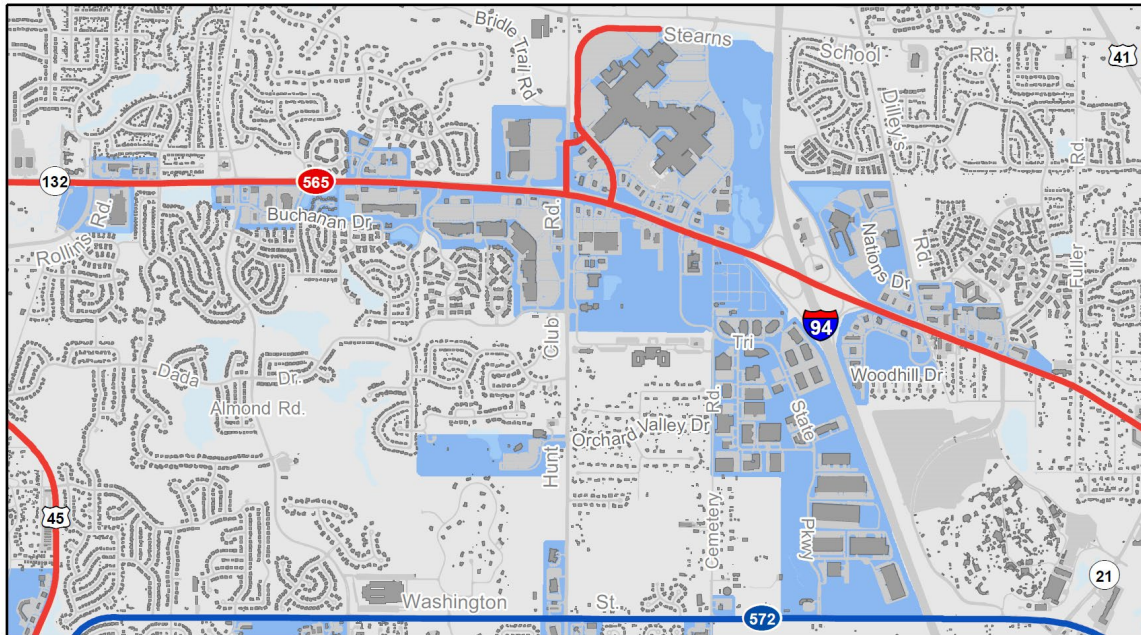 Bridle Trail Rd
Stearns
School
Rd.
41
Dilleys
Rd.
132
565
Buchanan Dr
Rd.
Rollins
Rd.
Nations Dr
Rd.
Fuller
Rd.
94
Club
Tri
Dada
Dr.
Woodhill Dr
Almond Rd.
Rd.
State
Orchard Valley Dr
Hunt
45
Cemetery
Pkwy
21
Washington
St.
572